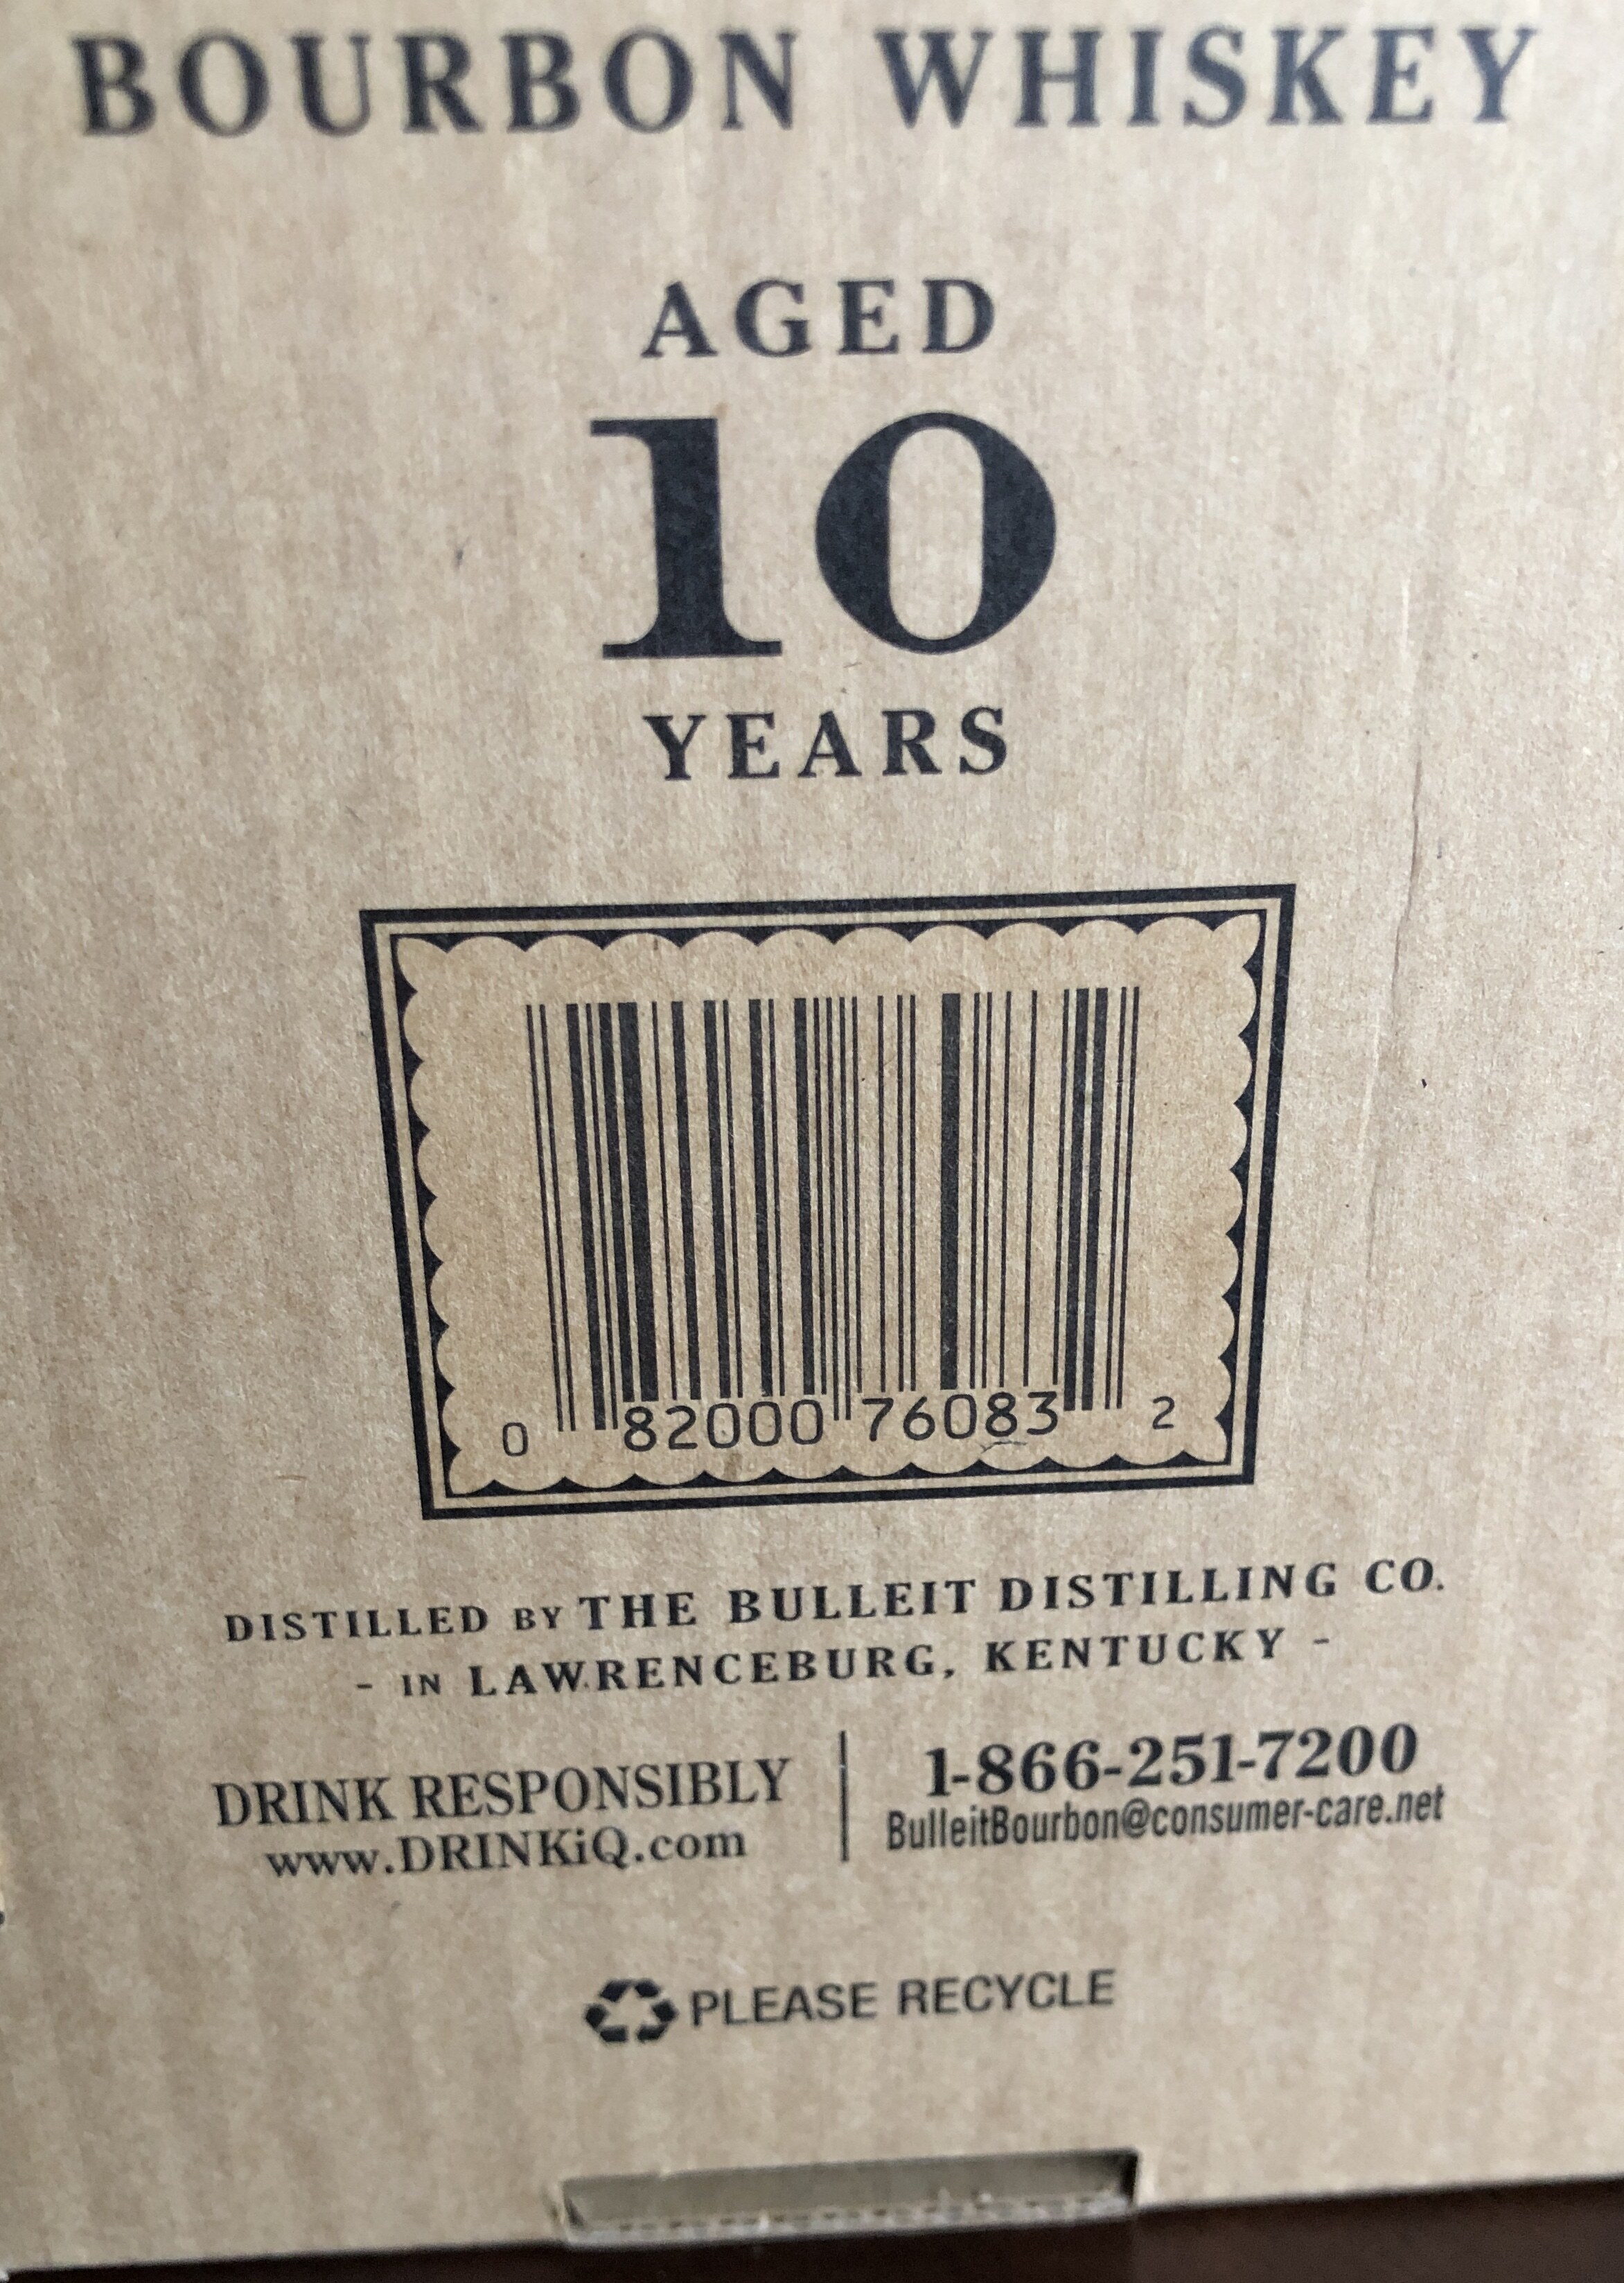 BOURBON WHISKEY
AGED
10
YEARS
0 82000 76083 2
DISTILLED BY THE BULLEIT DISTILLING CO.
- IN LAWRENCEBURG, KENTUCKY -
DRINK RESPONSIBLY
www.DRINKiQ.com
1-866-251-7200
BulleitBourbon@consumer-care.net
PLEASE RECYCLE